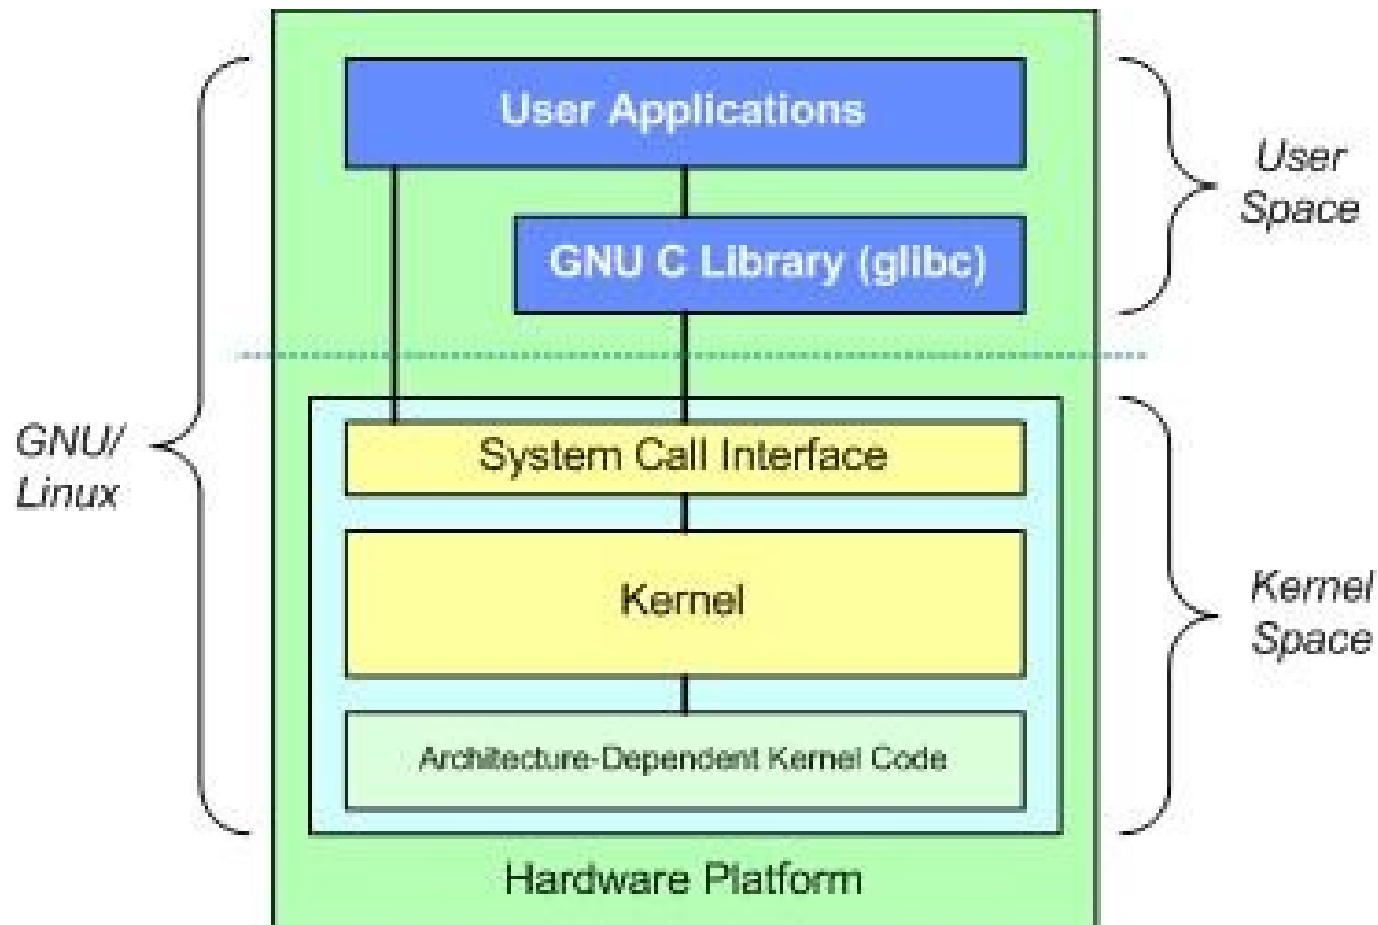 User Applications
User
Space
GNU C Library (glibc)
GNU/
Linux
System Call Interface
Kernel
Kernel
Space
Architecture-Dependent Kernel Code
Hardware Platform